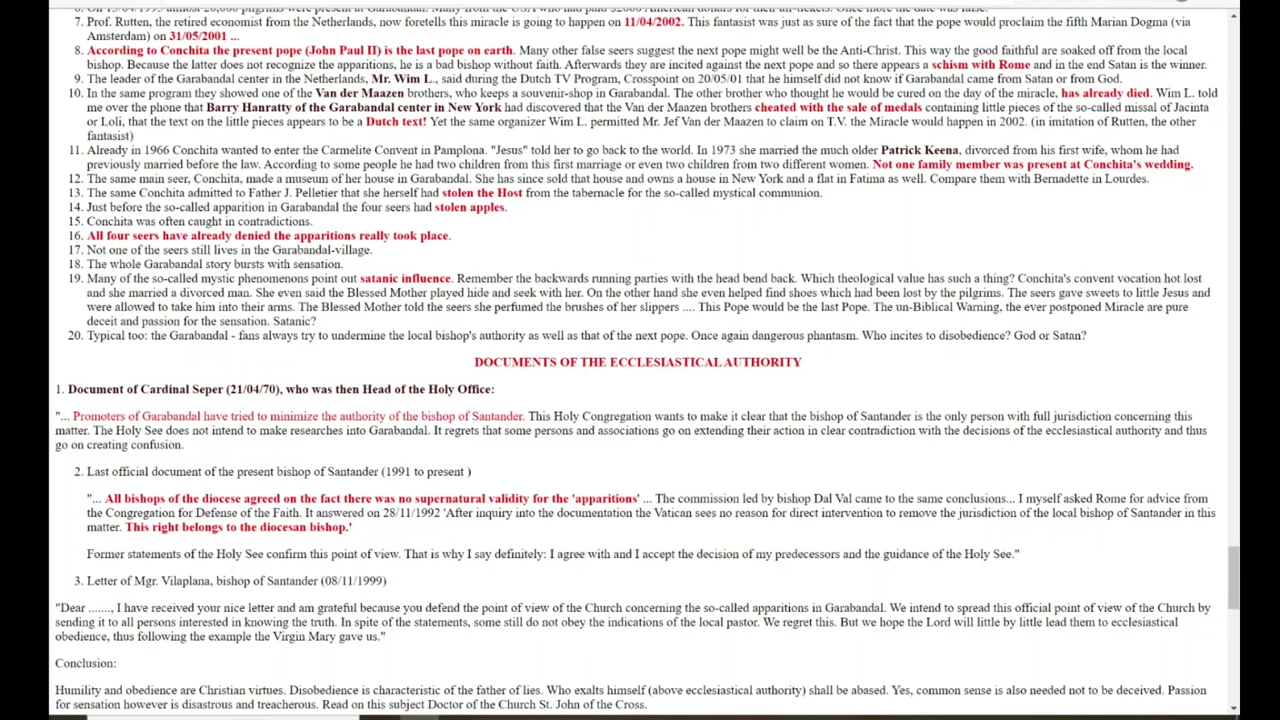 7. Prof. Rutten, the retired economist from the Netherlands, now foretells this miracle is going to happen on 11/04/2002. This fantasist was just as sure of the fact that the pope would proclaim the fifth Marian Dogma (via
Amsterdam) on 31/05/2001 ...
8. According to Conchita the present pope (John Paul II) is the last pope on earth. Many other false seers suggest the next pope might well be the Anti-Christ. This way the good faithful are soaked off from the local
bishop. Because the latter does not recognize the apparitions, he is a bad bishop without faith. Afterwards they are incited against the next pope and so there appears a schism with Rome and in the end Satan is the winner.
9. The leader of the Garabandal center in the Netherlands, Mr. Wim L., said during the Dutch TV Program, Crosspoint on 20/05/01 that he himself did not know if Garabandal came from Satan or from God.
10. In the same program they showed one of the Van der Maazen brothers, who keeps a souvenir-shop in Garabandal. The other brother who thought he would be cured on the day of the miracle, has already died. Wim L. told
me over the phone that Barry Hanratty of the Garabandal center in New York had discovered that the Van der Maazen brothers cheated with the sale of medals containing little pieces of the so-called missal of Jacinta
or Loli, that the text on the little pieces appears to be a Dutch text! Yet the same organizer Wim L. permitted Mr. Jef Van der Maazen to claim on T.V. the Miracle would happen in 2002. (in imitation of Rutten, the other
fantasist)
11. Already in 1966 Conchita wanted to enter the Carmelite Convent in Pamplona. "Jesus" told her to go back to the world. In 1973 she married the much older Patrick Keena, divorced from his first wife, whom he had
previously married before the law. According to some people he had two children from this first marriage or even two children from two different women. Not one family member was present at Conchita's wedding.
12. The same main seer, Conchita, made a museum of her house in Garabandal. She has since sold that house and owns a house in New York and a flat in Fatima as well. Compare them with Bernadette in Lourdes.
13. The same Conchita admitted to Father J. Pelletier that she herself had stolen the Host from the tabernacle for the so-called mystical communion.
14. Just before the so-called apparition in Garabandal the four seers had stolen apples.
15. Conchita was often caught in contradictions.
16. All four seers have already denied the apparitions really took place.
17. Not one of the seers still lives in the Garabandal-village.
18. The whole Garabandal story bursts with sensation.
19. Many of the so-called mystic phenomenons point out satanic influence. Remember the backwards running parties with the head bend back. Which theological value has such a thing? Conchita's convent vocation hot lost
and she married a divorced man. She even said the Blessed Mother played hide and seek with her. On the other hand she even helped find shoes which had been lost by the pilgrims. The seers gave sweets to little Jesus and
were allowed to take him into their arms. The Blessed Mother told the seers she perfumed the brushes of her slippers .... This Pope would be the last Pope. The un-Biblical Warning, the ever postponed Miracle are pure
deceit and passion for the sensation. Satanic?
20. Typical too: the Garabandal - fans always try to undermine the local bishop's authority as well as that of the next pope. Once again dangerous phantasm. Who incites to disobedience? God or Satan?
DOCUMENTS OF THE ECCLESIASTICAL AUTHORITY
1. Document of Cardinal Seper (21/04/70), who was then Head of the Holy Office:
"... Promoters of Garabandal have tried to minimize the authority of the bishop of Santander. This Holy Congregation wants to make it clear that the bishop of Santander is the only person with full jurisdiction concerning this
matter. The Holy See does not intend to make researches into Garabandal. It regrets that some persons and associations go on extending their action in clear contradiction with the decisions of the ecclesiastical authority and thus
go on creating confusion.
2. Last official document of the present bishop of Santander (1991 to present )
"... All bishops of the diocese agreed on the fact there was no supernatural validity for the 'apparitions' ... The commission led by bishop Dal Val came to the same conclusions... I myself asked Rome for advice from
the Congregation for Defense of the Faith. It answered on 28/11/1992 'After inquiry into the documentation the Vatican sees no reason for direct intervention to remove the jurisdiction of the local bishop of Santander in this
matter. This right belongs to the diocesan bishop.'
Former statements of the Holy See confirm this point of view. That is why I say definitely: I agree with and I accept the decision of my predecessors and the guidance of the Holy See."
3. Letter of Mgr. Vilaplana, bishop of Santander (08/11/1999)
"Dear ......., I have received your nice letter and am grateful because you defend the point of view of the Church concerning the so-called apparitions in Garabandal. We intend to spread this official point of view of the Church by
sending it to all persons interested in knowing the truth. In spite of the statements, some still do not obey the indications of the local pastor. We regret this. But we hope the Lord will little by little lead them to ecclesiastical
obedience, thus following the example the Virgin Mary gave us."
Conclusion:
Humility and obedience are Christian virtues. Disobedience is characteristic of the father of lies. Who exalts himself (above ecclesiastical authority) shall be abased. Yes, common sense is also needed not to be deceived. Passion
for sensation however is disastrous and treacherous. Read on this subject Doctor of the Church St. John of the Cross.